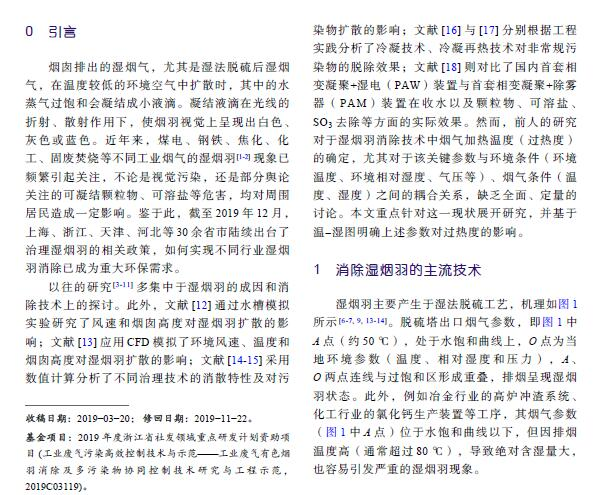 0 引言
烟囱排出的湿烟气，尤其是湿法脱硫后湿烟
气，在温度较低的环境空气中扩散时，其中的水
蒸气过饱和会凝结成小液滴。凝结液滴在光线的
折射、散射作用下，使烟羽视觉上呈现出白色、
灰色或蓝色。近年来，煤电、钢铁、焦化、化
工、固废焚烧等不同工业烟气的湿烟羽[1-2]现象已
频繁引起关注，不论是视觉污染，还是部分舆论
关注的可凝结颗粒物、可溶盐等危害，均对周围
居民造成一定影响。鉴于此，截至 2019 年 12 月，
上海、浙江、天津、河北等 30 余省市陆续出台了
治理湿烟羽的相关政策，如何实现不同行业湿烟
羽消除已成为重大环保需求。
以往的研究[3-11]多集中于湿烟羽的成因和消
除技术上的探讨。此外，文献 [12] 通过水槽模拟
实验研究了风速和烟囱高度对湿烟羽扩散的影
响；文献 [13] 应用 CFD 模拟了环境风速、温度和
烟囱高度对湿烟羽扩散的影响；文献 [14-15] 采用
数值计算分析了不同治理技术的消散特性及对污
收稿日期：2019−03−20； 修回日期：2019−11−22。
基金项目：2019 年度浙江省社发领域重点研发计划资助项
目 (工业废气污染高效控制技术与示范——工业废气有色烟
羽消除及多污染物协同控制技术研究与工程示范，
2019C03119)。
染物扩散的影响；文献 [16] 与 [17] 分别根据工程
实践分析了冷凝技术、冷凝再热技术对非常规污
染物的脱除效果；文献 [18] 则对比了国内首套相
变凝聚+湿电（PAW）装置与首套相变凝聚+除雾
器（PAM）装置在收水以及颗粒物、可溶盐、
SO3 去除等方面的实际效果。然而，前人的研究
对于湿烟羽消除技术中烟气加热温度（过热度）
的确定，尤其对于该关键参数与环境条件（环境
温度、环境相对湿度、气压等）、烟气条件（温
度、湿度）之间的耦合关系，缺乏全面、定量的
讨论。本文重点针对这一现状展开研究，并基于
温−湿图明确上述参数对过热度的影响。
1 消除湿烟羽的主流技术
湿烟羽主要产生于湿法脱硫工艺，机理如图 1
所示[6-7, 9, 13-14]。脱硫塔出口烟气参数，即图 1 中
A 点（约 50 ℃），处于水饱和曲线上，O 点为当
地环境参数（温度、相对湿度和压力），A、
O 两点连线与过饱和区形成重叠，排烟呈现湿烟
羽状态。此外，例如冶金行业的高炉冲渣系统、
化工行业的氯化钙生产装置等工序，其烟气参数
（图 1 中 A 点）位于水饱和曲线以下，但因排烟
温度高（通常超过 80 ℃），导致绝对含湿量大，
也容易引发严重的湿烟羽现象。